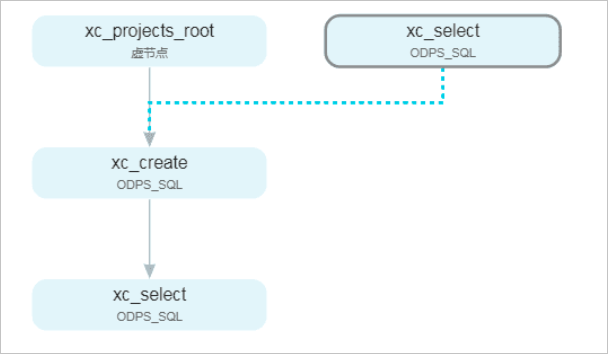 xc_projects_root
虚节点
xc_select
ODPS_SQL
xc_create
ODPS_SQL
xc_select
ODPS_SQL